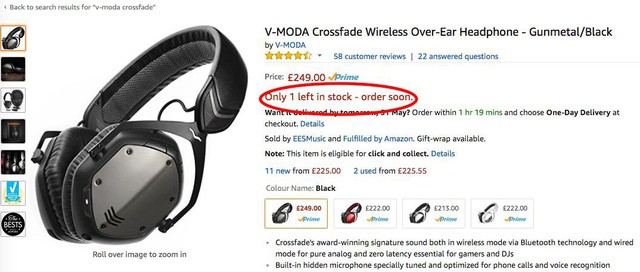 ‹ Back to search results for "v-moda crossfade"
V-MODA Crossfade Wireless Over-Ear Headphone - Gunmetal/Black
by V-MODA
58 customer reviews | 22 answered questions
Price: £249.00 Prime
Only 1 left in stock - order soon.
Want it delivered by tomorrow, 31 May? Order within 1 hr 19 mins and choose One-Day Delivery at
checkout. Details
Sold by EESMusic and Fulfilled by Amazon. Gift-wrap available.
Note: This item is eligible for click and collect. Details
11 new from £225.00 2 used from £225.55
Colour Name: Black
£249.00 Prime £222.00 Prime £213.00 Prime £222.00 Prime
• Crossfade's award-winning signature sound both in wireless mode via Bluetooth technology and wired
mode for pure analog and zero latency essential for gamers and DJs
• Built-in hidden microphone specially tuned and optimized for phone calls and voice recognition
BESTS
Roll over image to zoom in